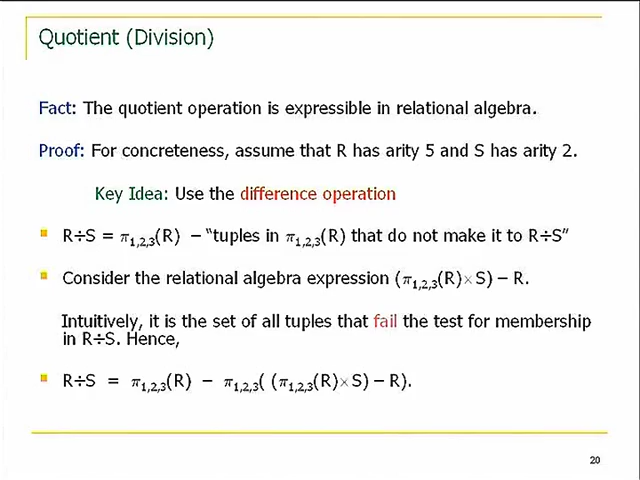 Quotient (Division)
Fact: The quotient operation is expressible in relational algebra.
Proof: For concreteness, assume that R has arity 5 and S has arity 2.
Key Idea: Use the difference operation
R÷S = π1,2,3(R) – “tuples in π1,2,3(R) that do not make it to R÷S”
Consider the relational algebra expression (π1,2,3(R)×S) – R.
Intuitively, it is the set of all tuples that fail the test for membership
in R÷S. Hence,
R÷S = π1,2,3(R) – π1,2,3( (π1,2,3(R)×S) – R).
20